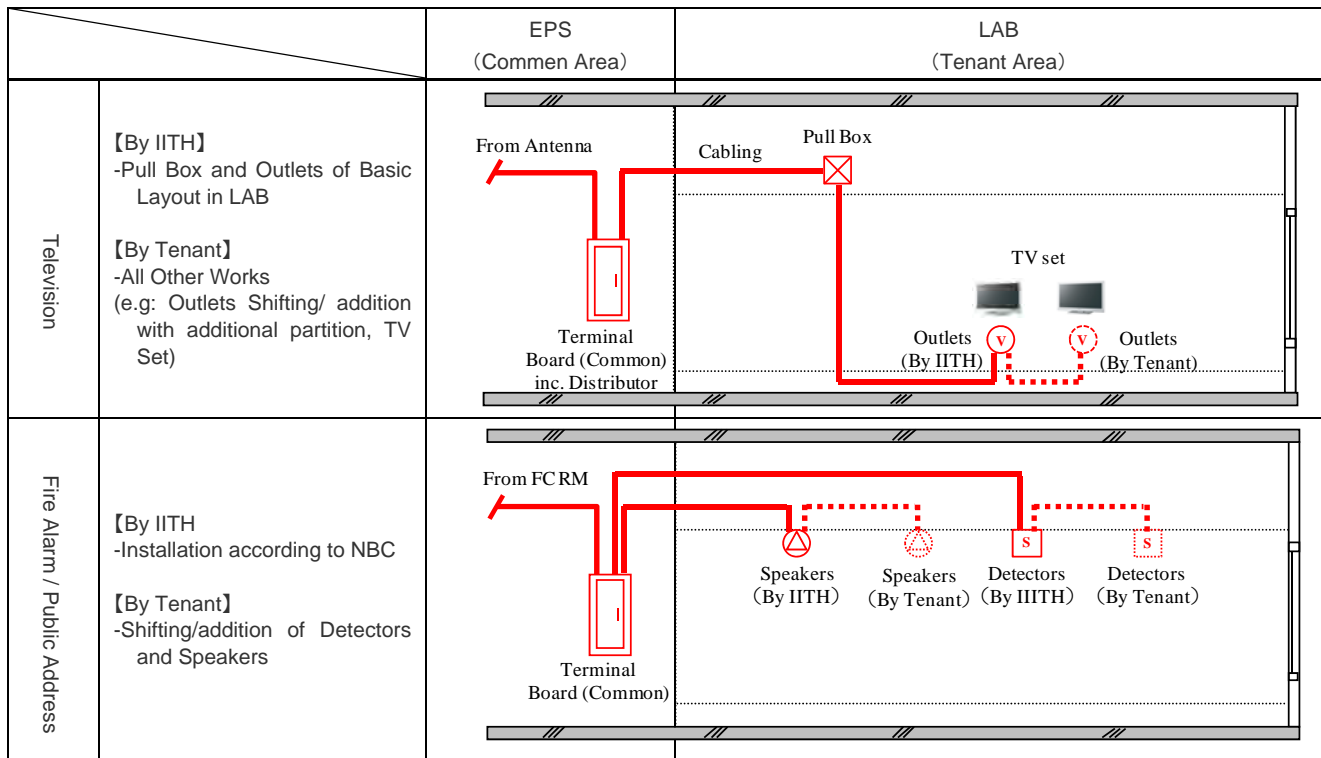 EPS
（Commen Area）
LAB
（Tenant Area）
Television
【By IITH】
-Pull Box and Outlets of Basic
Layout in LAB
【By Tenant】
-All Other Works
(e.g: Outlets Shifting/ addition
with additional partition, TV
Set)
From Antenna
Cabling
Pull Box
Terminal
Board (Common)
inc. Distributor
TV set
Outlets
(By IITH)
V
V
Outlets
(By Tenant)
Fire Alarm / Public Address
【By IITH
-Installation according to NBC
【By Tenant】
-Shifting/addition of Detectors
and Speakers
From FC RM
Terminal
Board (Common)
Speakers
（By IITH）
Speakers
（By Tenant）
S
Detectors
（By IIITH）
S
Detectors
（By Tenant）